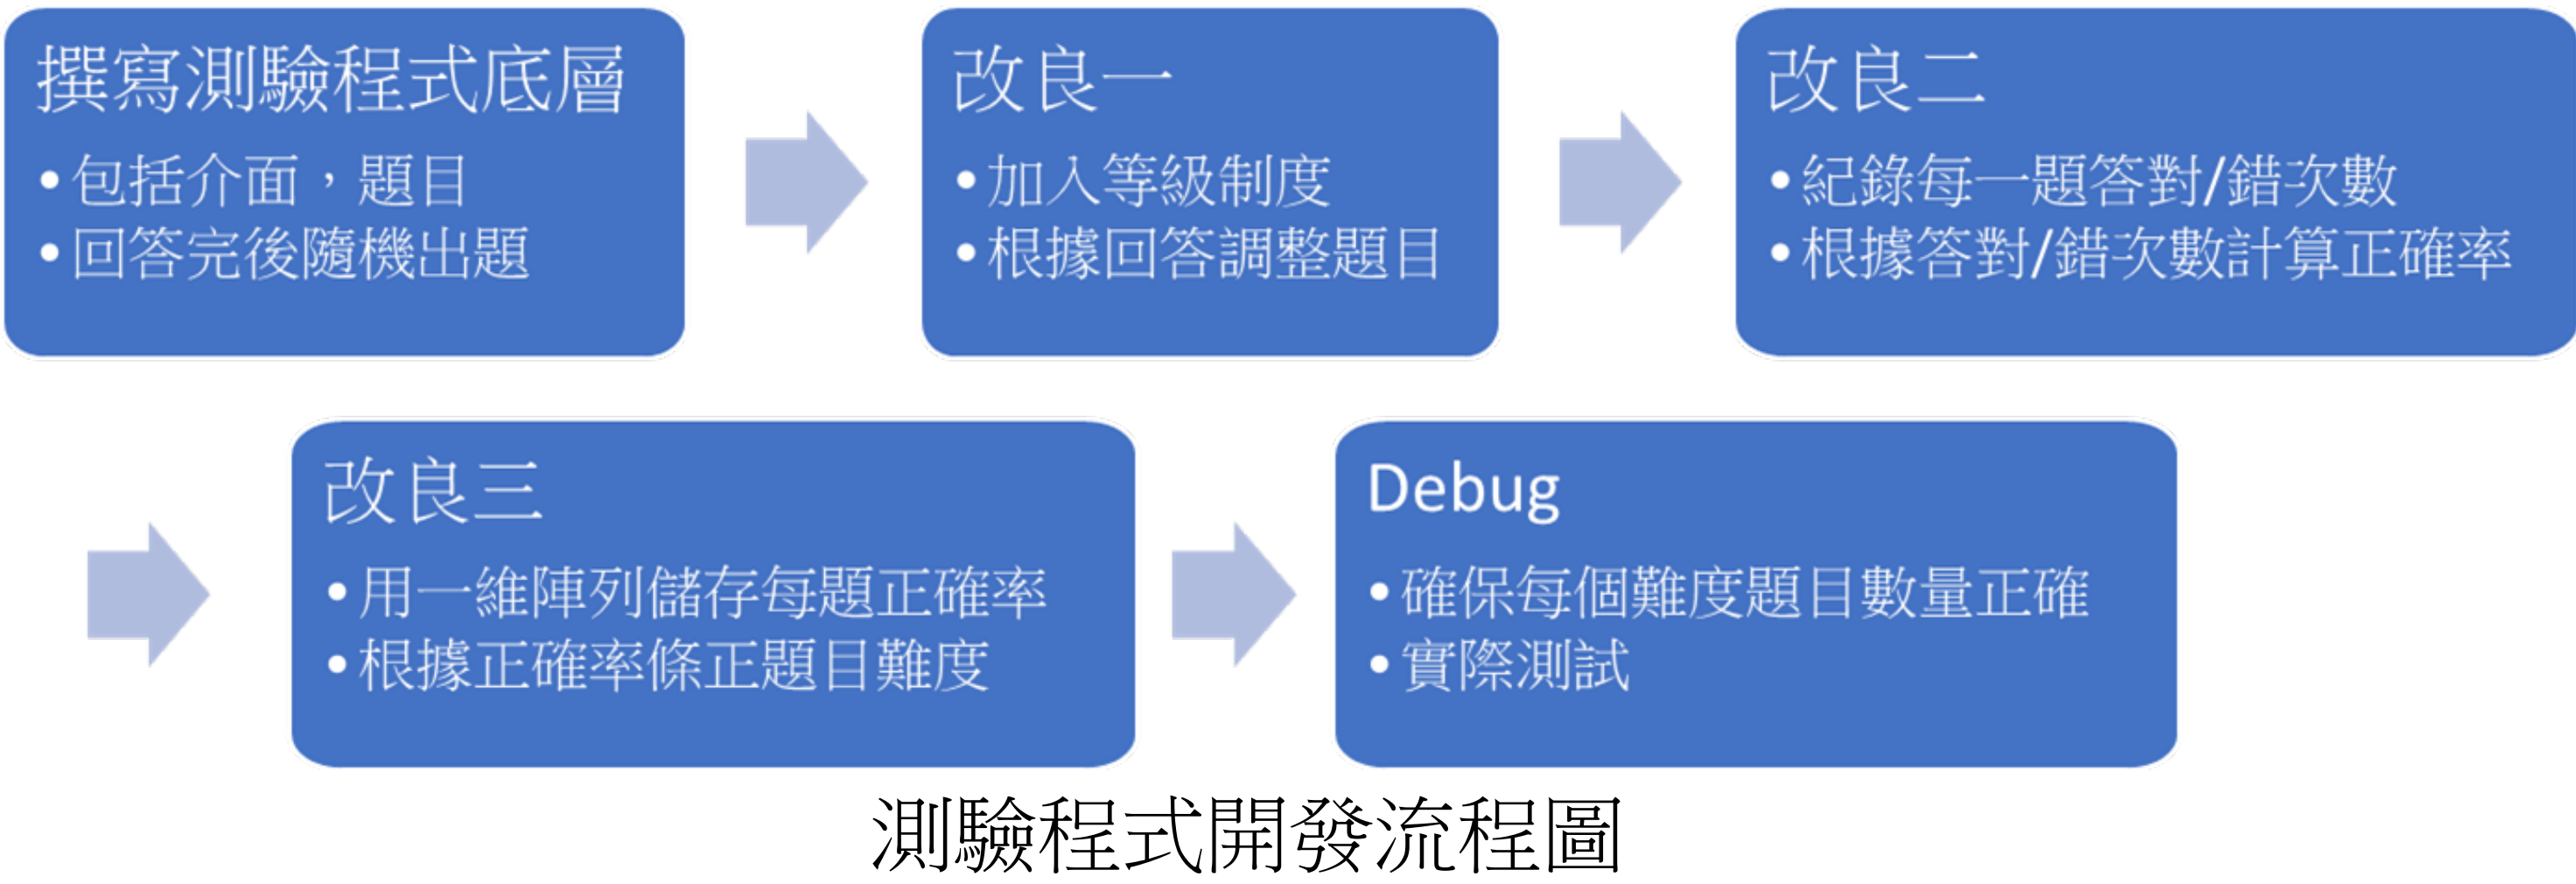 撰寫測驗程式底層
•包括介面，題目
•回答完後隨機出題
改良一
•加入等級制度
•根據回答調整題目
改良二
•紀錄每一題答對/錯次數
•根據答對/錯次數計算正確率
改良三
•用一維陣列儲存每題正確率
•根據正確率條正題目難度
Debug
•確保每個難度題目數量正確
•實際測試
測驗程式開發流程圖